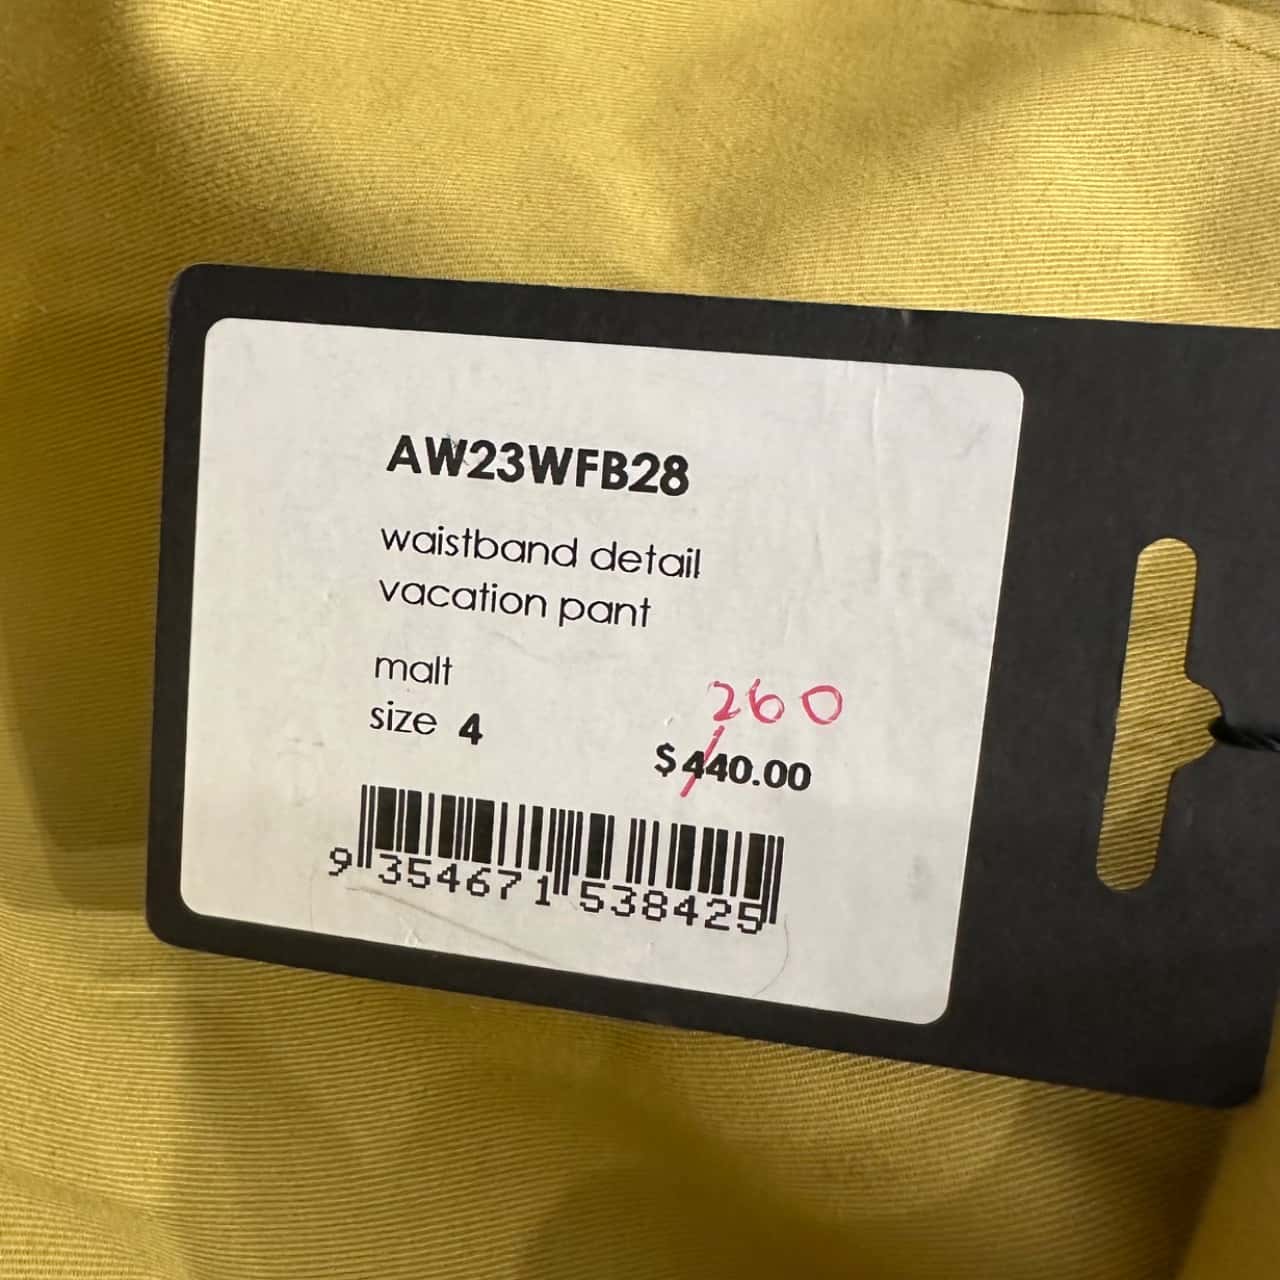 AW23WFB28
waistband detail
vacation pant
malt
size 4
260
$440.00
9 354671 538425